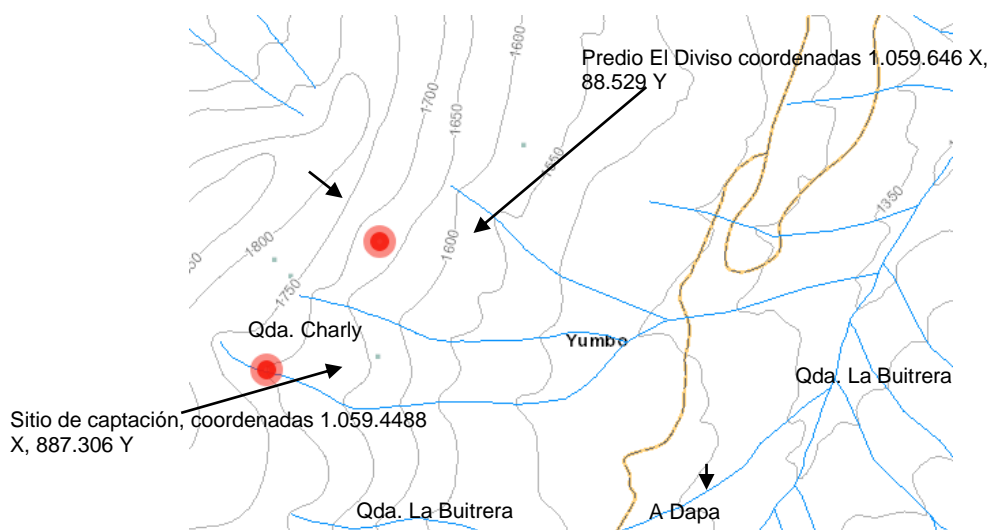 1600
Predio El Diviso coordenadas 1.059.646 X,
88.529 Y
1700
1650
1550
1350
1800
1600
1750
Qda. Charly
Yumbo
Qda. La Buitrera
Sitio de captación, coordenadas 1.059.4488
X, 887.306 Y
Qda. La Buitrera
A Dapa